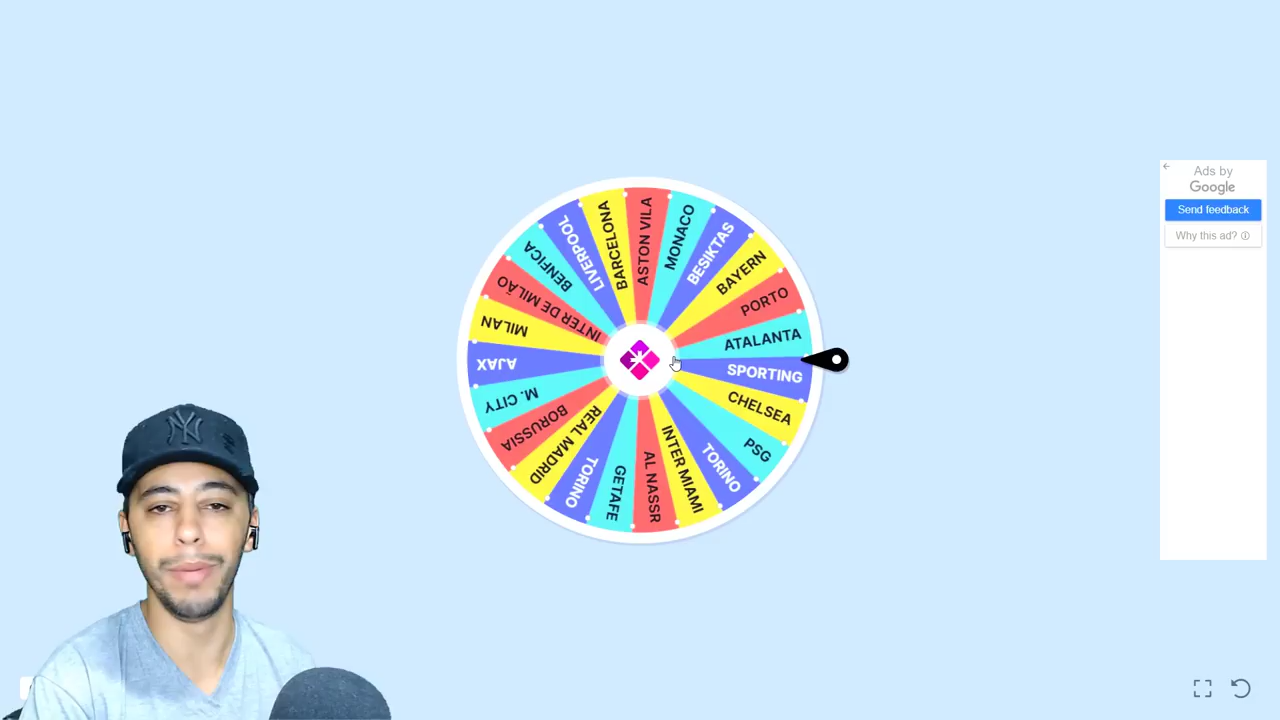 ASTON VILA
MONACO
BESIKTAS
BAYERN
PORTO
ATALANTA
SPORTING
CHELSEA
PSG
TORINO
INTER MIAMI
AL NASSR
GETAFE
TORINO
REAL MADRID
BORUSSIA
M. CITY
AJAX
MILAN
INTER DE MILÃO
BENFICA
LIVERPOOL
BARCELONA
Ads by
Google
Send feedback
Why this ad?
NY